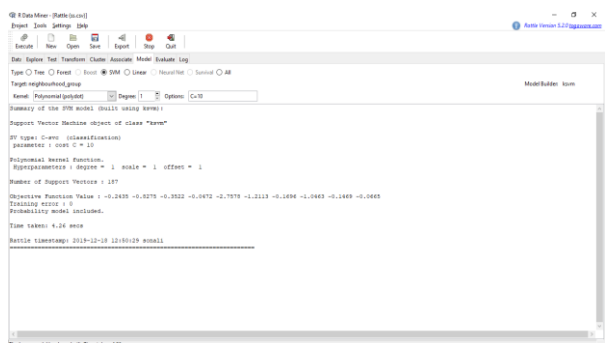 R Data Miner - [Rattle (ss.csv)]
Project Tools Settings Help
Rattle Version 5.2.0 togaware.com
Execute New Open Save Export Stop Quit
Data Explore Test Transform Cluster Associate Model Evaluate Log
Type: Tree Forest Boost SVM Linear Neural Net Survival All
Target: neighbourhood_group Model Builder: ksvm
Kernel: Polynomial (polydot) Degree: 1 Options: C=10
Summary of the SVM model (built using ksvm):
Support Vector Machine object of class "ksvm"
SV type: C-svc (classification)
parameter : cost C = 10
Polynomial kernel function.
Hyperparameters : degree = 1 scale = 1 offset = 1
Number of Support Vectors : 187
Objective Function Value : -0.2435 -0.5275 -0.3522 -0.0472 -2.7578 -1.2113 -0.1696 -1.0463 -0.1469 -0.0665
Training error : 0
Probability model included.
Time taken: 4.26 secs
Rattle timestamp: 2019-12-18 12:50:29 sonali